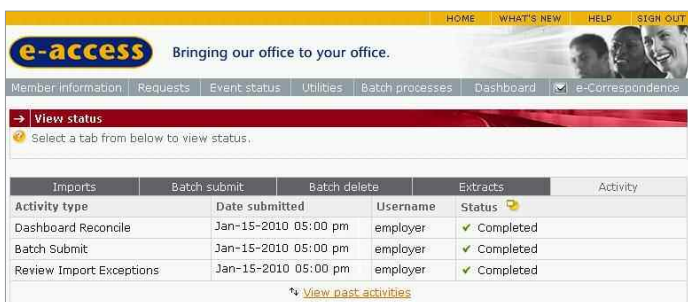 HOME WHAT'S NEW HELP SIGN OUT
e-access Bringing our office to your office.
Member information Requests Event status Utilities Batch processes Dashboard e-Correspondence
→ View status
Select a tab from below to view status.
Imports Batch submit Batch delete Extracts Activity
Activity type Date submitted Username Status
Dashboard Reconcile Jan-15-2010 05:00 pm employer ✔ Completed
Batch Submit Jan-15-2010 05:00 pm employer ✔ Completed
Review Import Exceptions Jan-15-2010 05:00 pm employer ✔ Completed
View past activities